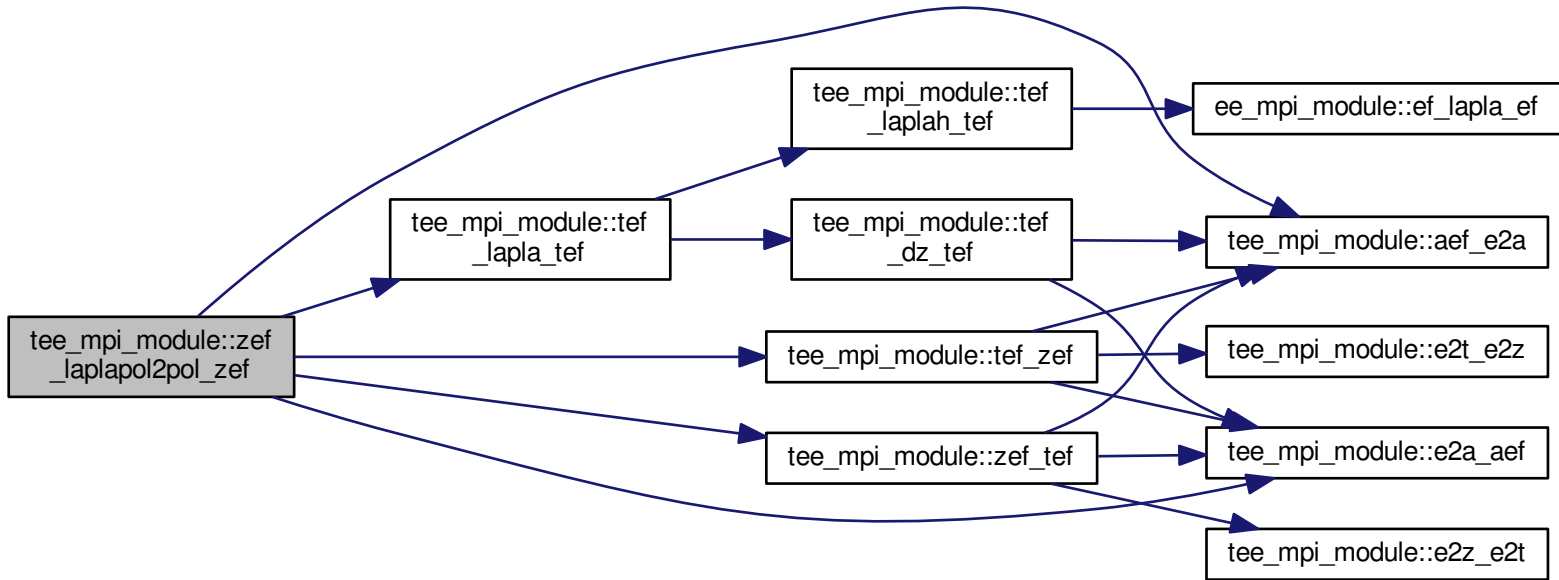 tee_mpi_module::zef
_laplapol2pol_zef
tee_mpi_module::tef
_lapla_tef
tee_mpi_module::tef
_laplah_tef
tee_mpi_module::tef
_dz_tef
tee_mpi_module::tef_zef
tee_mpi_module::zef_tef
ee_mpi_module::ef_lapla_ef
tee_mpi_module::aef_e2a
tee_mpi_module::e2t_e2z
tee_mpi_module::e2a_aef
tee_mpi_module::e2z_e2t